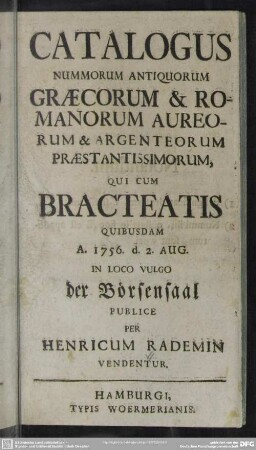 CATALOGUS
NUMMORUM ANTIQUORUM
GRÆCORUM & RO-
MANORUM AUREO-
RUM & ARGENTEORUM
PRÆSTANTISSIMORUM,
QUI CUM
BRACTEATIS
QUIBUSDAM
A. 1756. d. 2. AUG.
IN LOCO VULGO
der Börsensaal
PUBLICE
PER
HENRICUM RADEMIN
VENDENTUR.
HAMBURGI,
TYPIS WOERMERIANIS.